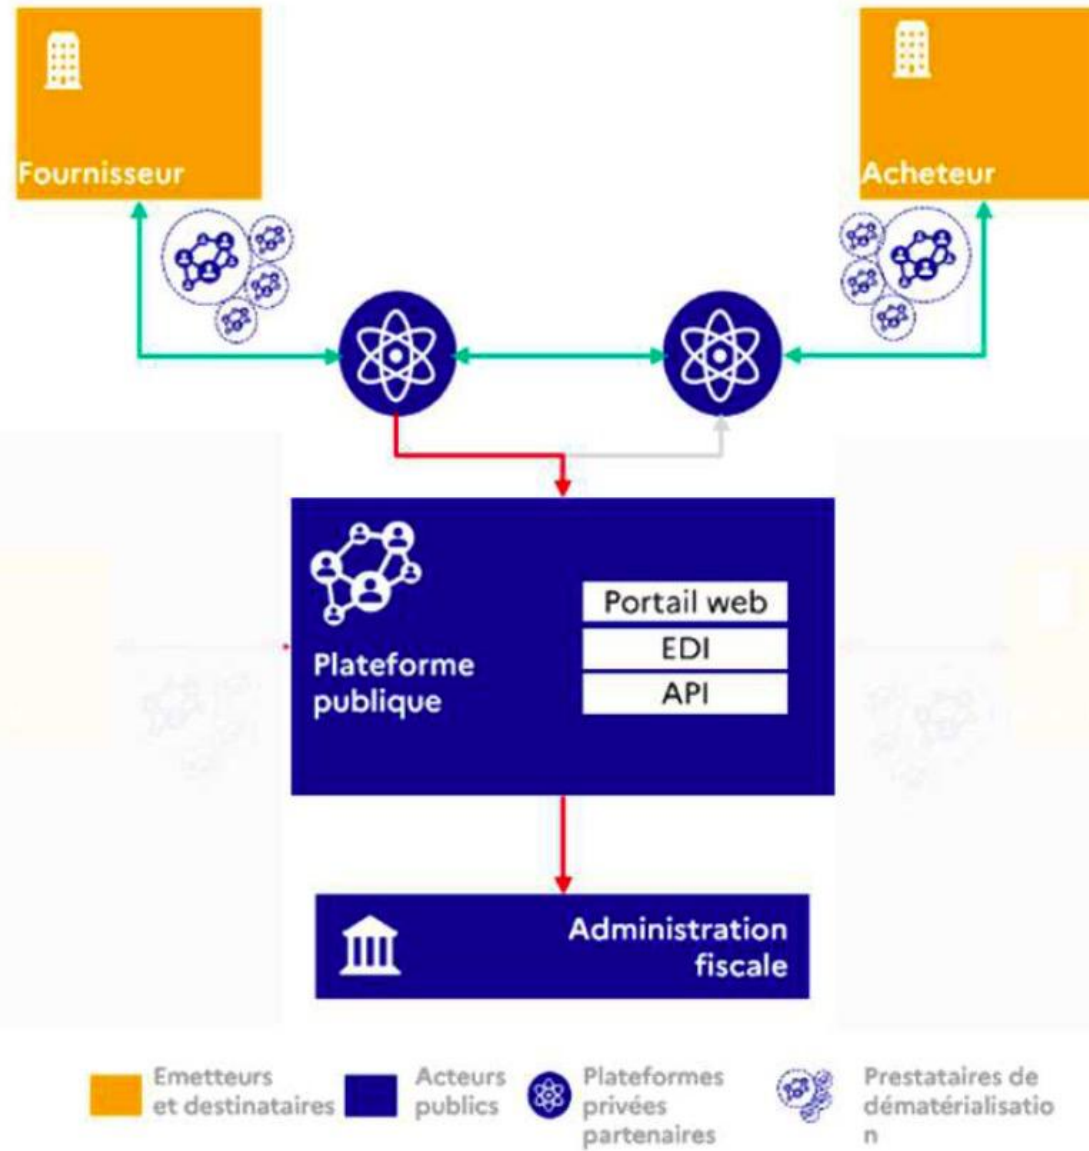 Fournisseur
Acheteur
Plateforme
publique
Portail web
EDI
API
Administration
fiscale
Emetteurs
et destinataires
Acteurs
publics
Plateformes
privées
partenaires
Prestataires de
dématérialisatio
n